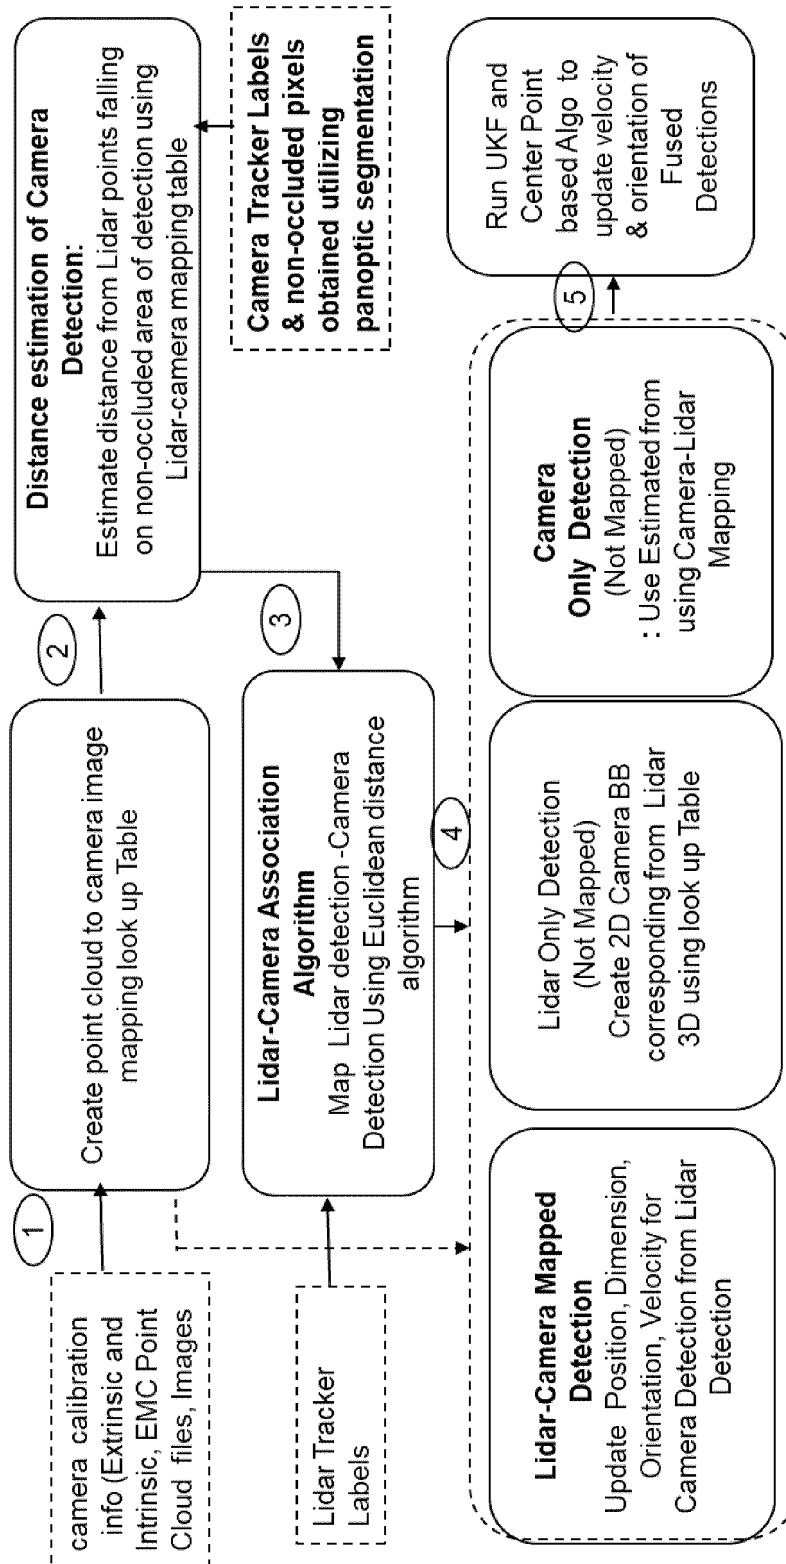 camera calibration
info (Extrinsic and
Intrinsic, EMC Point
Cloud files, Images
1
Create point cloud to camera image
mapping look up Table
2
Distance estimation of Camera
Detection:
Estimate distance from Lidar points falling
on non-occluded area of detection using
Lidar-camera mapping table
Camera Tracker Labels
& non-occluded pixels
obtained utilizing
panoptic segmentation
3
Lidar Tracker
Labels
Lidar-Camera Association
Algorithm
Map Lidar detection -Camera
Detection Using Euclidean distance
algorithm
4
Lidar-Camera Mapped
Detection
Update Position, Dimension,
Orientation, Velocity for
Camera Detection from Lidar
Detection
Lidar Only Detection
(Not Mapped)
Create 2D Camera BB
corresponding from Lidar
3D using look up Table
Camera
Only Detection
(Not Mapped)
: Use Estimated from
using Camera-Lidar
Mapping
5
Run UKF and
Center Point
based Algo to
update velocity
& orientation of
Fused
Detections